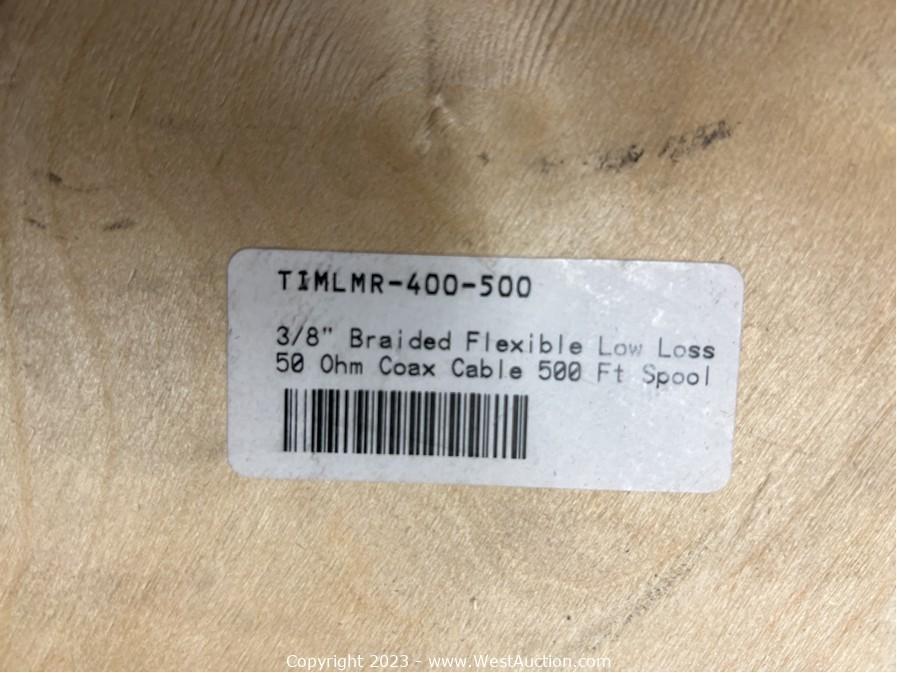 TIMLMR-400-500
3/8" Braided Flexible Low Loss
50 Ohm Coax Cable 500 Ft Spool
Copyright 2023 - www.WestAuction.com